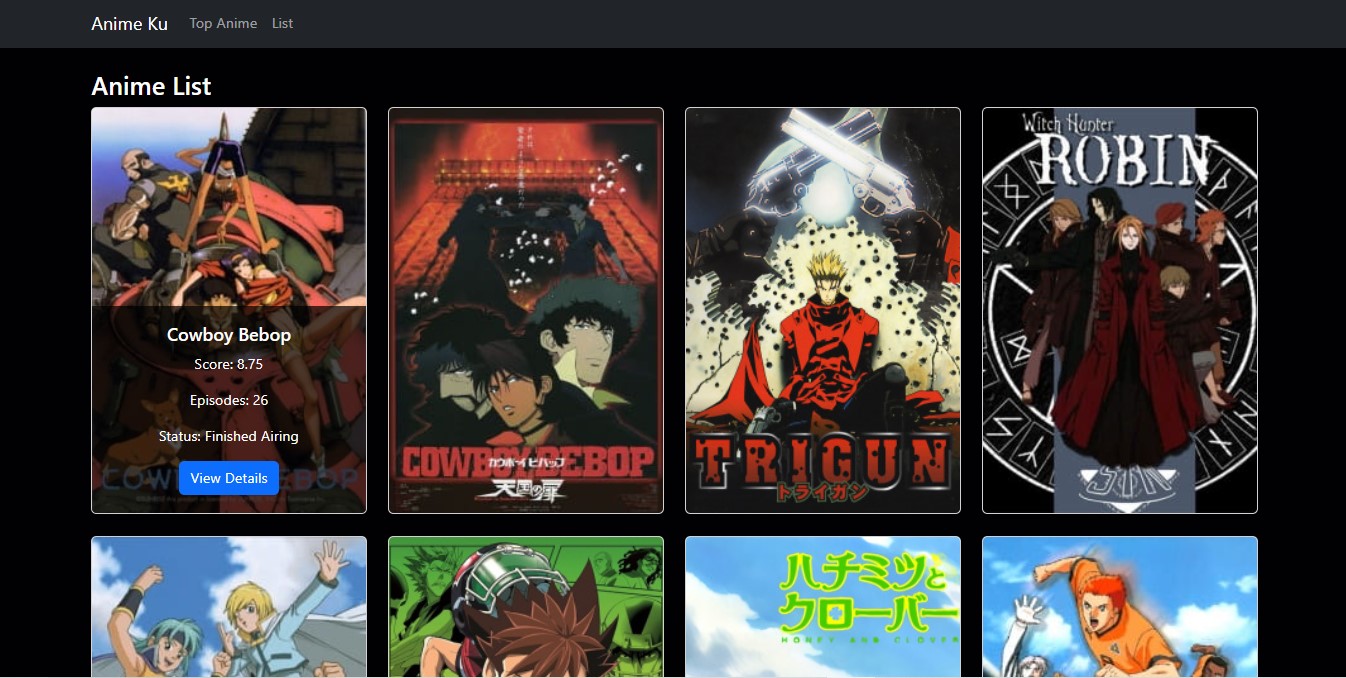 Anime Ku
Top Anime
List
Anime List
Cowboy Bebop
Score: 8.75
Episodes: 26
Status: Finished Airing
COWBOY BEBOP
View Details
COWBOY BEBOP
カウボーイビバップ
天国の扉
TRIGUN
トライガン
Witch Hunter
ROBIN
ハチミツと
クローバー
HONEY AND CLOVER